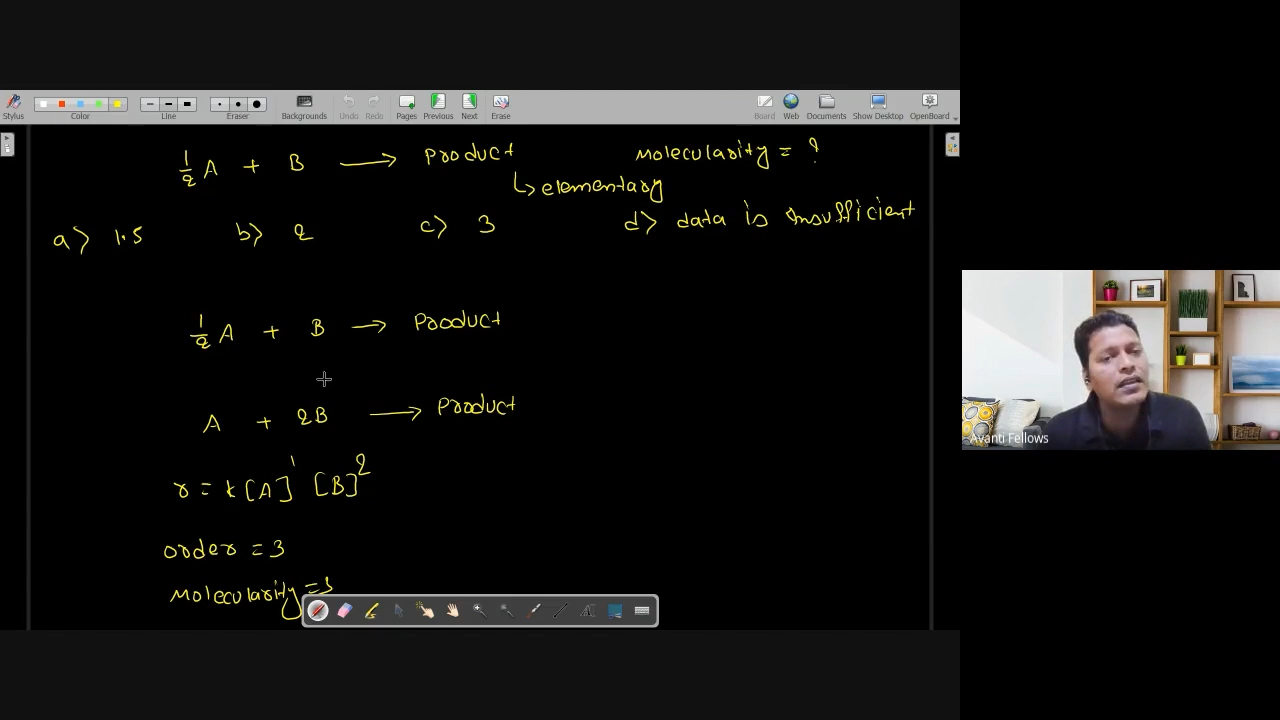 Stylus
Color
Line
Eraser
Backgrounds
Undo
Redo
Pages
Previous
Next
Erase
Board
Web
Documents
Show Desktop
OpenBoard
1/2 A + B → Product
Molecularity = ?
↳ elementary
a> 1.5 b> 2 c> 3 d> data is insufficient
1/2 A + B → Product
A + 2B → Product
r = k[A]¹ [B]²
order = 3
Molecularity = 3
Avanti Fellows